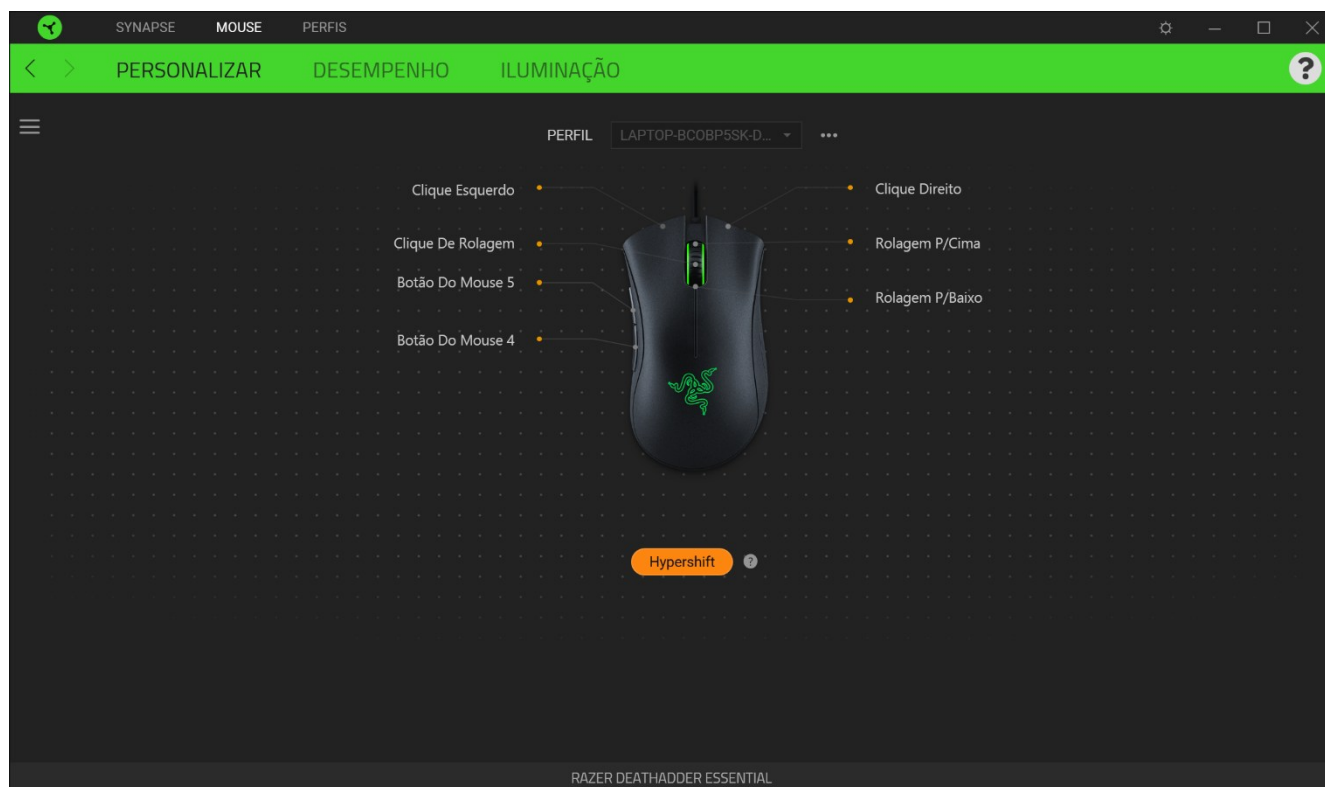 SYNAPSE MOUSE PERFIS
PERSONALIZAR DESEMPENHO ILUMINAÇÃO ?
PERFIL LAPTOP-BCOBP5SK-D... •••
Clique Esquerdo
Clique Direito
Clique De Rolagem
Rolagem P/Cima
Botão Do Mouse 5
Rolagem P/Baixo
Botão Do Mouse 4
Hypershift ?
RAZER DEATHADDER ESSENTIAL